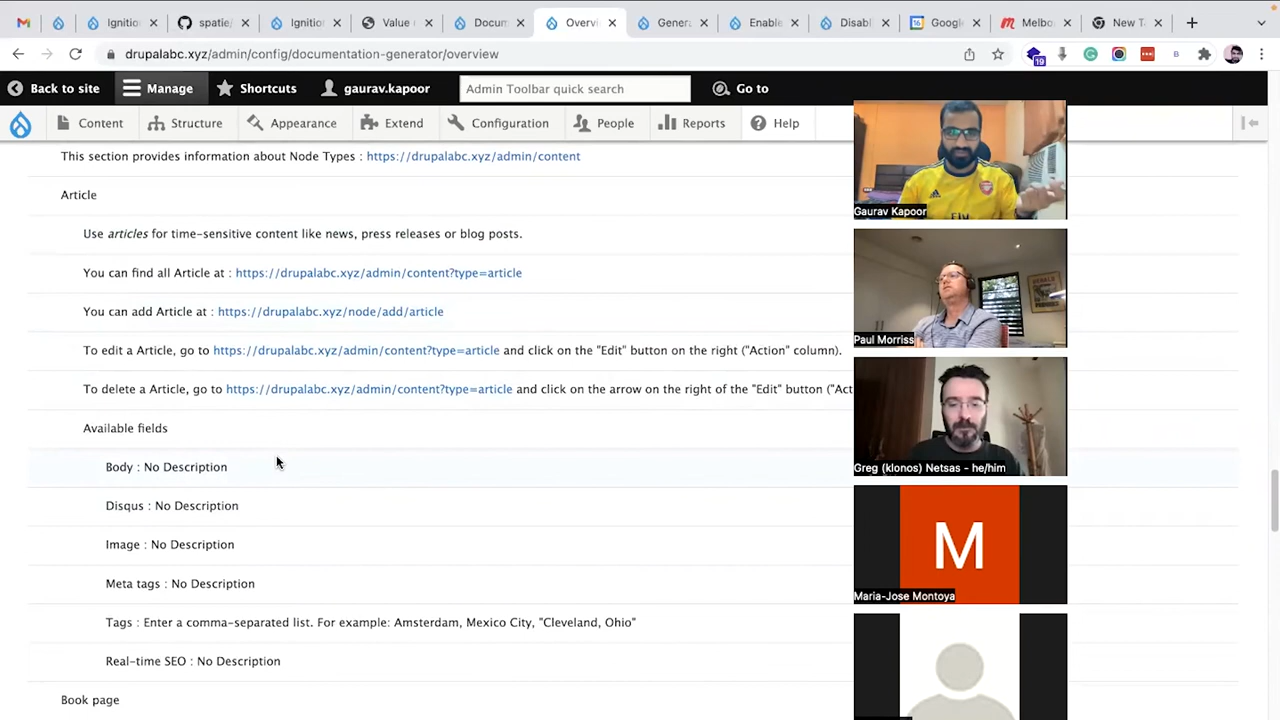 Ignition
spatie/
Ignition
Value
Docum
Overvi
Genera
Enable
Disabl
Google
Melbo
New T
drupalabc.xyz/admin/config/documentation-generator/overview
19
Back to site
Manage
Shortcuts
gaurav.kapoor
Admin Toolbar quick search
Go to
Content
Structure
Appearance
Extend
Configuration
People
Reports
Help
This section provides information about Node Types : https://drupalabc.xyz/admin/content
Article
Use articles for time-sensitive content like news, press releases or blog posts.
You can find all Article at : https://drupalabc.xyz/admin/content?type=article
You can add Article at : https://drupalabc.xyz/node/add/article
To edit a Article, go to https://drupalabc.xyz/admin/content?type=article and click on the "Edit" button on the right ("Action" column).
To delete a Article, go to https://drupalabc.xyz/admin/content?type=article and click on the arrow on the right of the "Edit" button ("Act
Available fields
Body : No Description
Disqus : No Description
Image : No Description
Meta tags : No Description
Tags : Enter a comma-separated list. For example: Amsterdam, Mexico City, "Cleveland, Ohio"
Real-time SEO : No Description
Book page
Gaurav Kapoor
Paul Morriss
Greg (klonos) Netsas - he/him
M
Maria-Jose Montoya